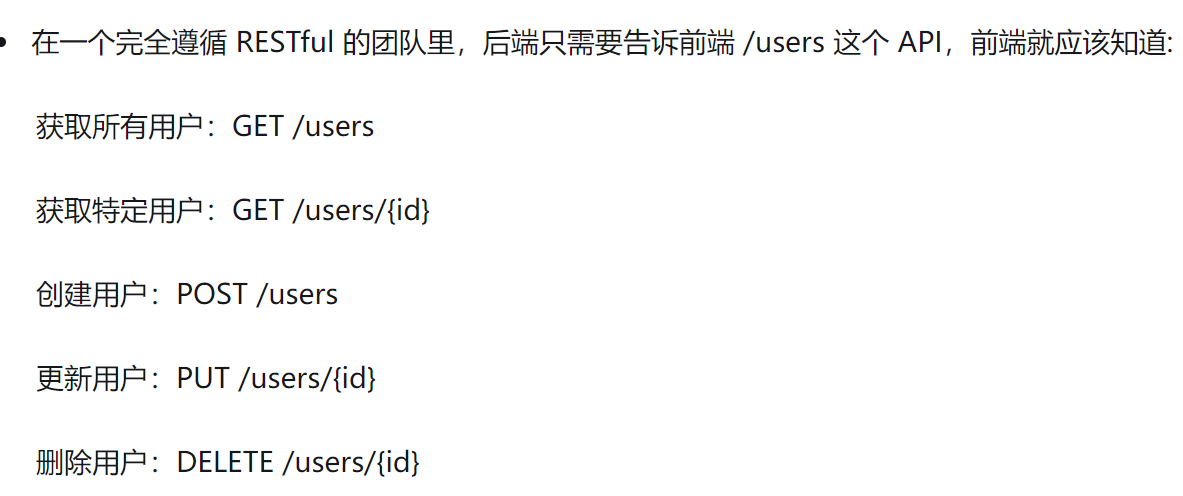 • 在一个完全遵循 RESTful 的团队里，后端只需要告诉前端 /users 这个 API，前端就应该知道:
获取所有用户：GET /users
获取特定用户：GET /users/{id}
创建用户：POST /users
更新用户：PUT /users/{id}
删除用户：DELETE /users/{id}